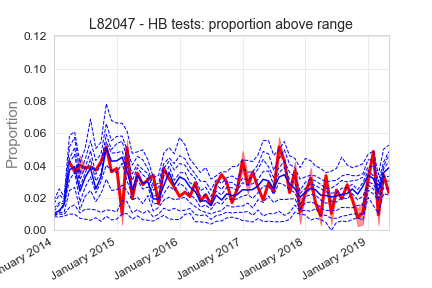 L82047 - HB tests: proportion above range
Proportion
0.12
0.10
0.08
0.06
0.04
0.02
0.00
nuary 2014
January 2015
January 2016
January 2017
January 2018
January 2019